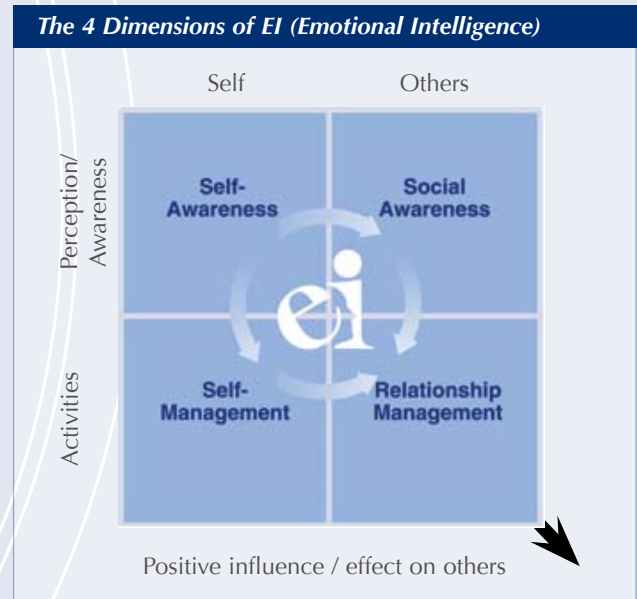 The 4 Dimensions of EI (Emotional Intelligence)
Self
Others
Perception/
Awareness
Self-
Awareness
Social
Awareness
ei
Activities
Self-
Management
Relationship
Management
Positive influence / effect on others